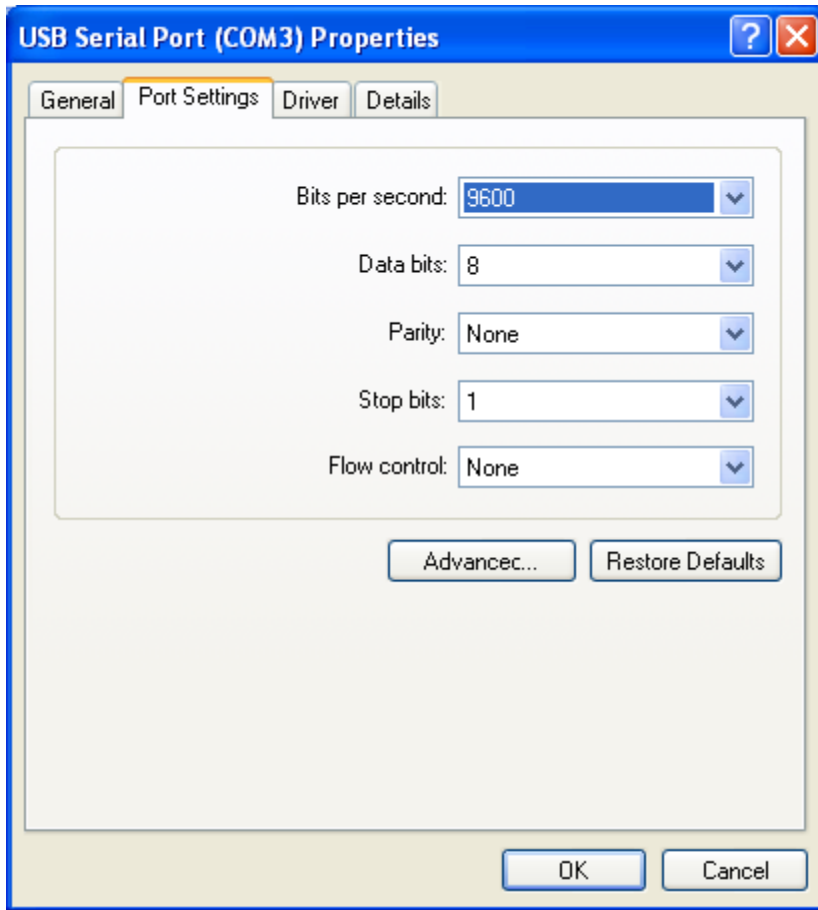 USB Serial Port (COM3) Properties
General Port Settings Driver Details
Bits per second: 9600
Data bits: 8
Parity: None
Stop bits: 1
Flow control: None
Advancec... Restore Defaults
OK Cancel